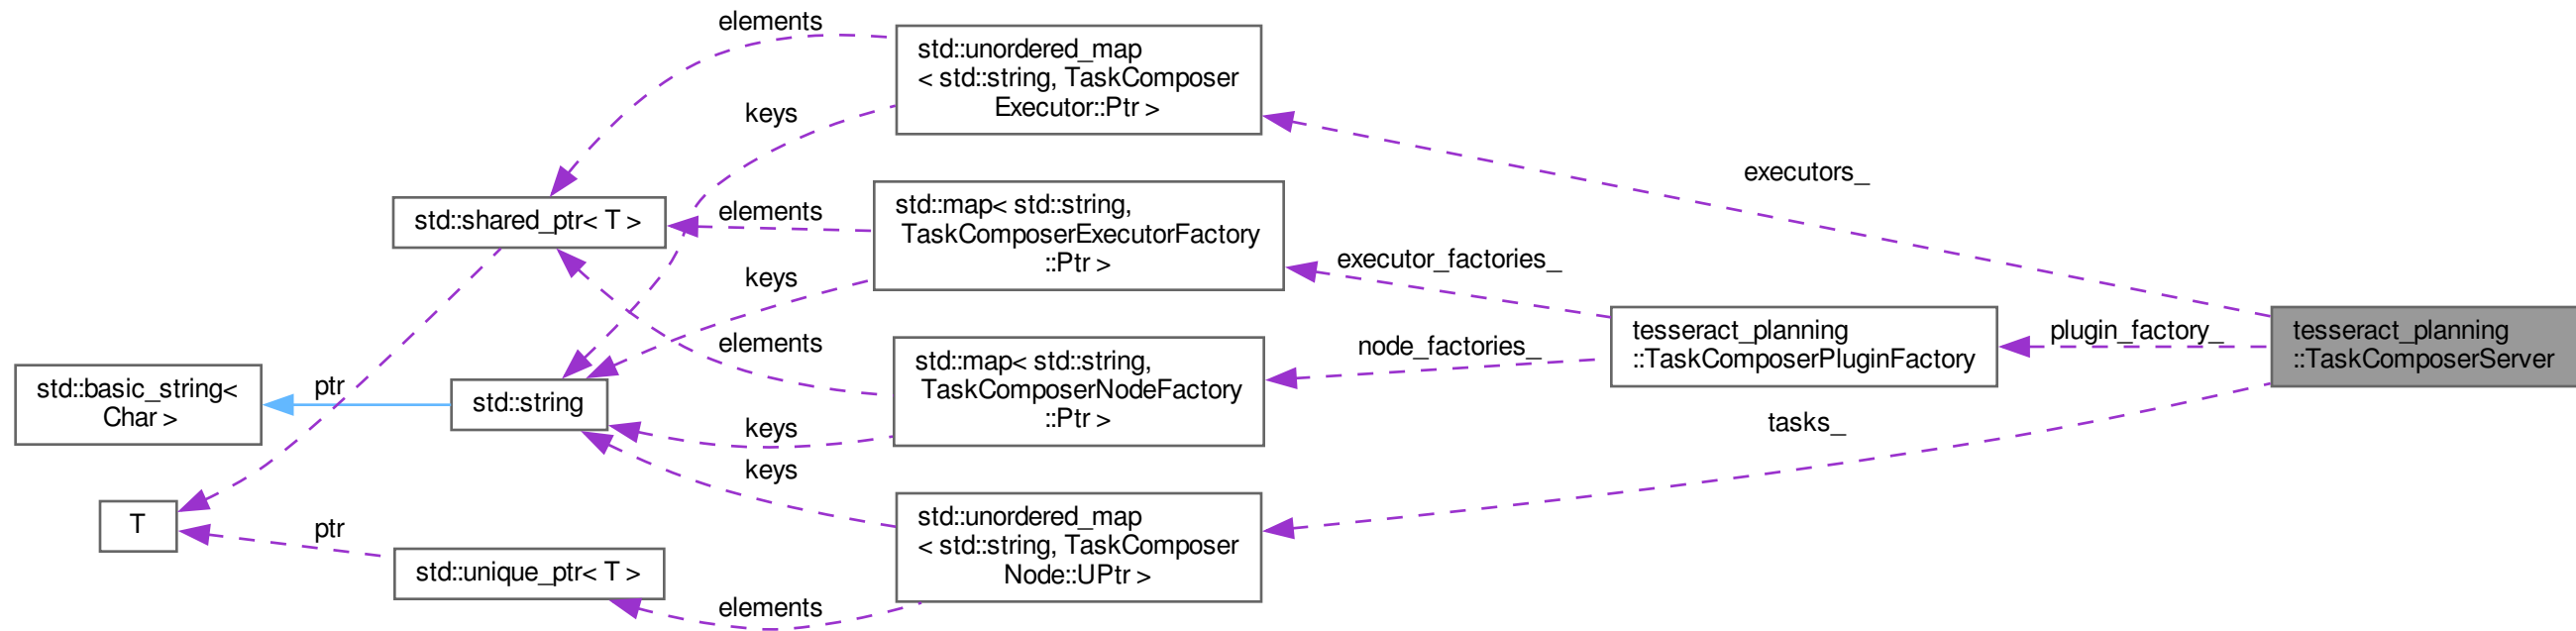 elements
std::unordered_map
< std::string, TaskComposer
Executor::Ptr >
keys
executors_
std::shared_ptr< T >
elements
std::map< std::string,
TaskComposerExecutorFactory
::Ptr >
executor_factories_
keys
elements
std::map< std::string,
TaskComposerNodeFactory
::Ptr >
node_factories_
tesseract_planning
::TaskComposerPluginFactory
plugin_factory_
tesseract_planning
::TaskComposerServer
std::basic_string<
Char >
ptr
std::string
keys
tasks_
keys
T
ptr
std::unique_ptr< T >
std::unordered_map
< std::string, TaskComposer
Node::UPtr >
elements